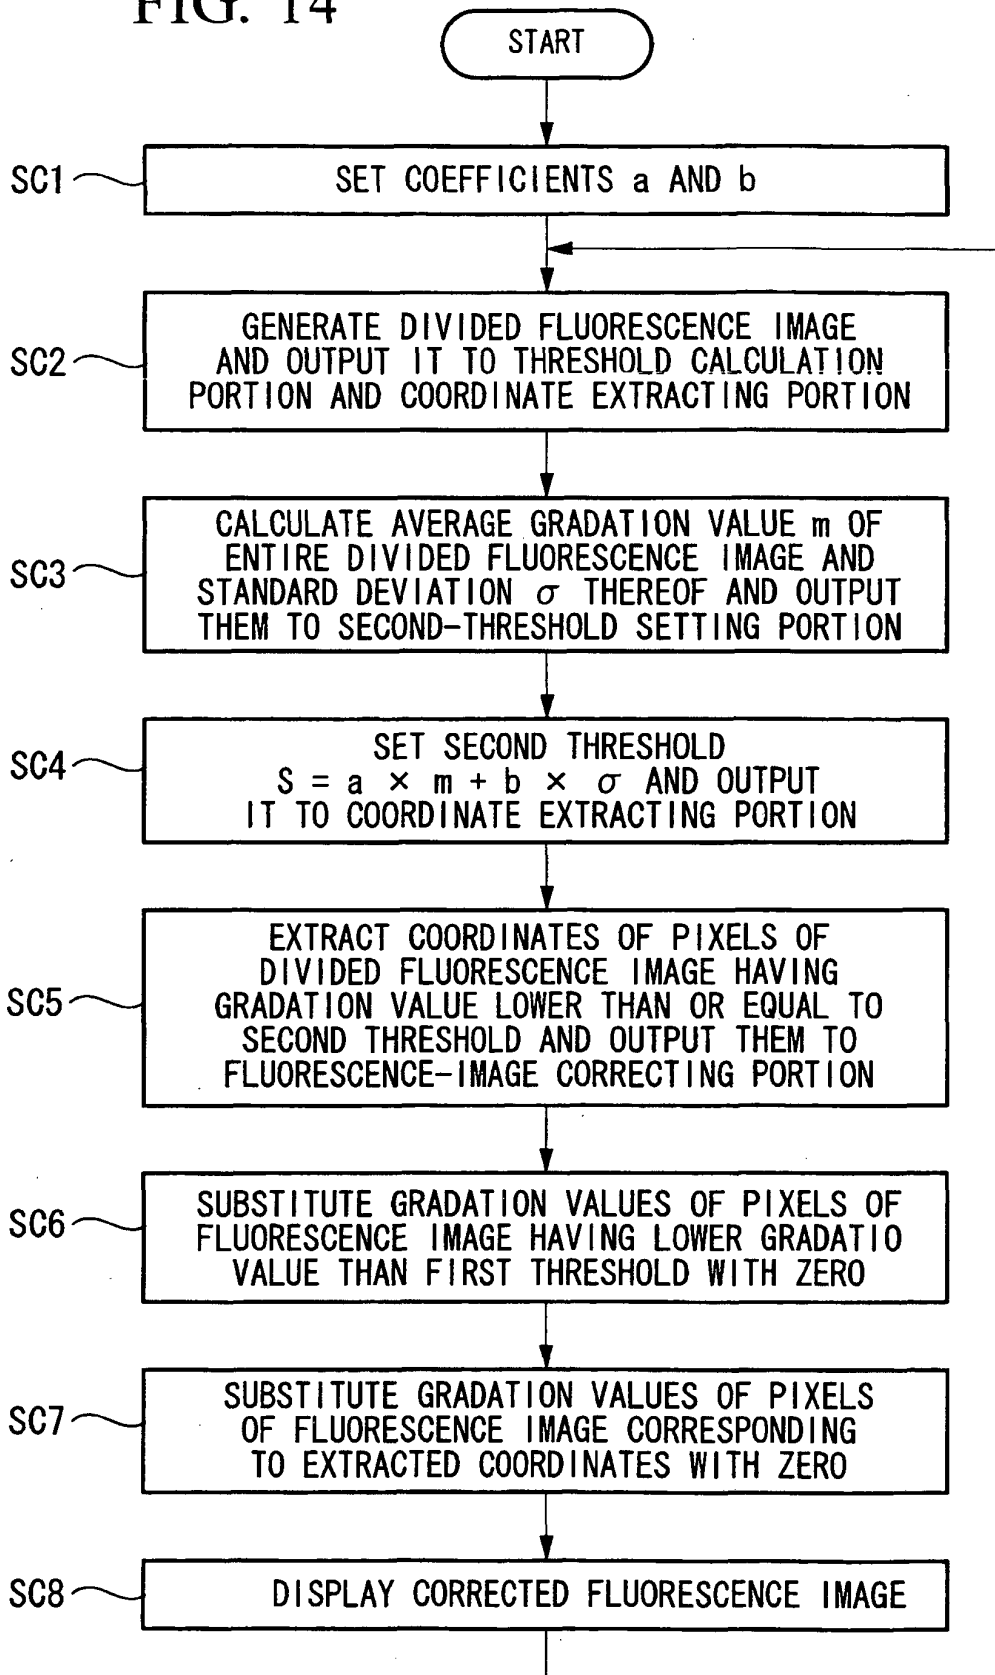 FIG. 14
START
SC1
SET COEFFICIENTS a AND b
SC2
GENERATE DIVIDED FLUORESCENCE IMAGE
AND OUTPUT IT TO THRESHOLD CALCULATION
PORTION AND COORDINATE EXTRACTING PORTION
SC3
CALCULATE AVERAGE GRADATION VALUE m OF
ENTIRE DIVIDED FLUORESCENCE IMAGE AND
STANDARD DEVIATION σ THEREOF AND OUTPUT
THEM TO SECOND-THRESHOLD SETTING PORTION
SC4
SET SECOND THRESHOLD
S = a × m + b × σ AND OUTPUT
IT TO COORDINATE EXTRACTING PORTION
SC5
EXTRACT COORDINATES OF PIXELS OF
DIVIDED FLUORESCENCE IMAGE HAVING
GRADATION VALUE LOWER THAN OR EQUAL TO
SECOND THRESHOLD AND OUTPUT THEM TO
FLUORESCENCE-IMAGE CORRECTING PORTION
SC6
SUBSTITUTE GRADATION VALUES OF PIXELS OF
FLUORESCENCE IMAGE HAVING LOWER GRADATIO
VALUE THAN FIRST THRESHOLD WITH ZERO
SC7
SUBSTITUTE GRADATION VALUES OF PIXELS
OF FLUORESCENCE IMAGE CORRESPONDING
TO EXTRACTED COORDINATES WITH ZERO
SC8
DISPLAY CORRECTED FLUORESCENCE IMAGE